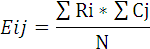 Eij = ∑ Ri * ∑ Cj / N